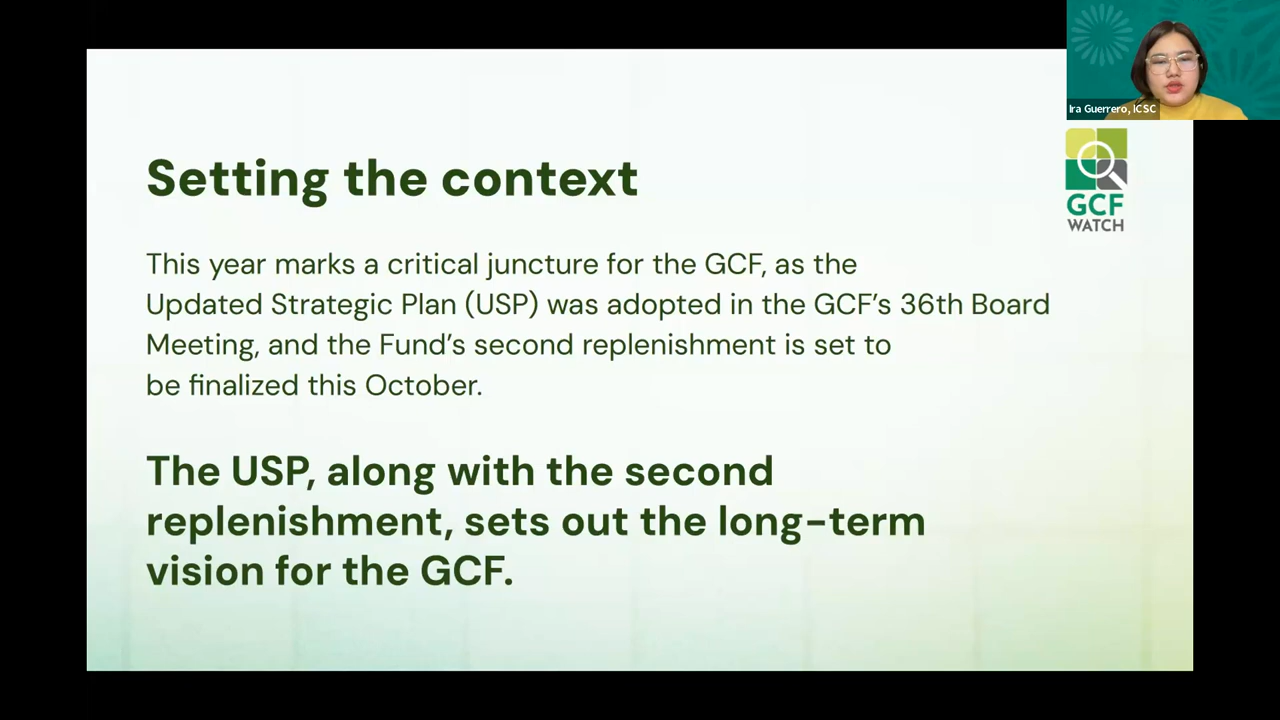 Ira Guerrero, ICSC
GCF
WATCH
Setting the context
This year marks a critical juncture for the GCF, as the
Updated Strategic Plan (USP) was adopted in the GCF’s 36th Board
Meeting, and the Fund’s second replenishment is set to
be finalized this October.
The USP, along with the second
replenishment, sets out the long-term
vision for the GCF.